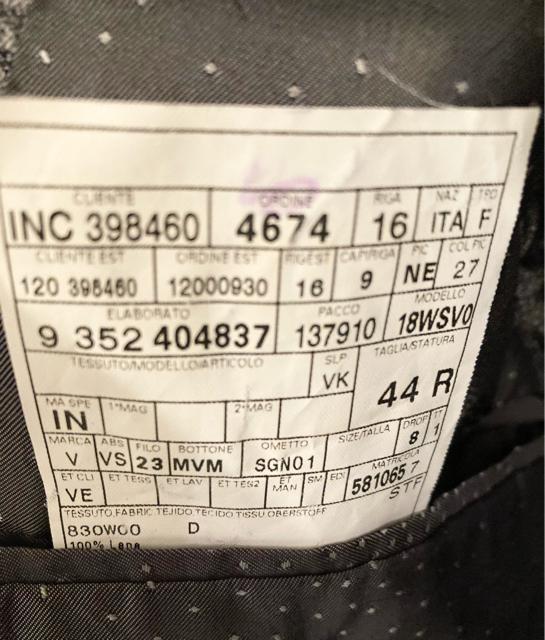 CLIENTE ORDINE RIGA NAZ TPO
INC 398460 4674 16 ITA F
CLIENTE EST ORDINE EST RIGEST CAPIRIGA PIC COL PIC
120 398460 12000930 16 9 NE 27
ELABORATO PACCO MODELLO
9 352 404837 137910 18WSV0
TESSUTO/MODELLO/ARTICOLO SLP TAGLIA/STATURA
VK 44 R
MA SPE 1°MAG 2°MAG
IN
MARCA ABS FILO BOTTONE OMETTO SIZE/TALLA DROP TT
V VS 23 MVM SGN01 8 1
ET CLI ET TESS ET LAV ET TES2 ET MAN SM EDI MATRICOLA
VE 581065 7
STF
TESSUTO, FABRIC, TEJIDO, TECIDO, TISSU, OBERSTOFF
830W00 D
100% Lana